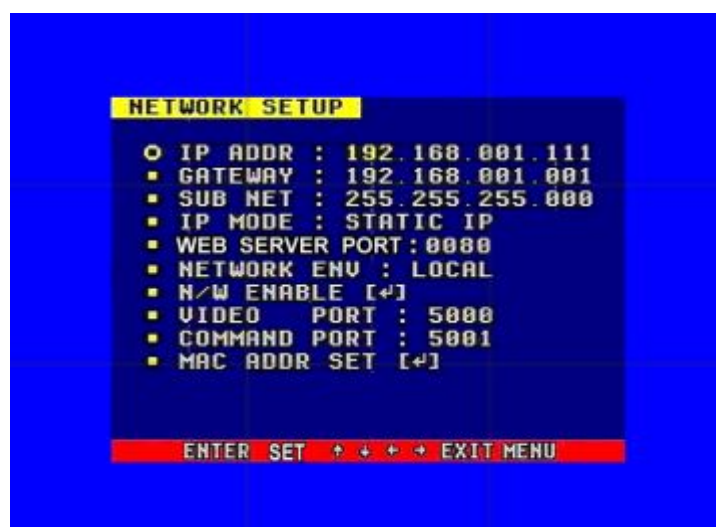 NETWORK SETUP
IP ADDR : 192.168.001.111
GATEWAY : 192.168.001.001
SUB NET : 255.255.255.000
IP MODE : STATIC IP
WEB SERVER PORT : 0080
NETWORK ENV : LOCAL
N/W ENABLE [↵]
VIDEO PORT : 5000
COMMAND PORT : 5001
MAC ADDR SET [↵]
ENTER SET ↑ ↓ ← → EXIT MENU